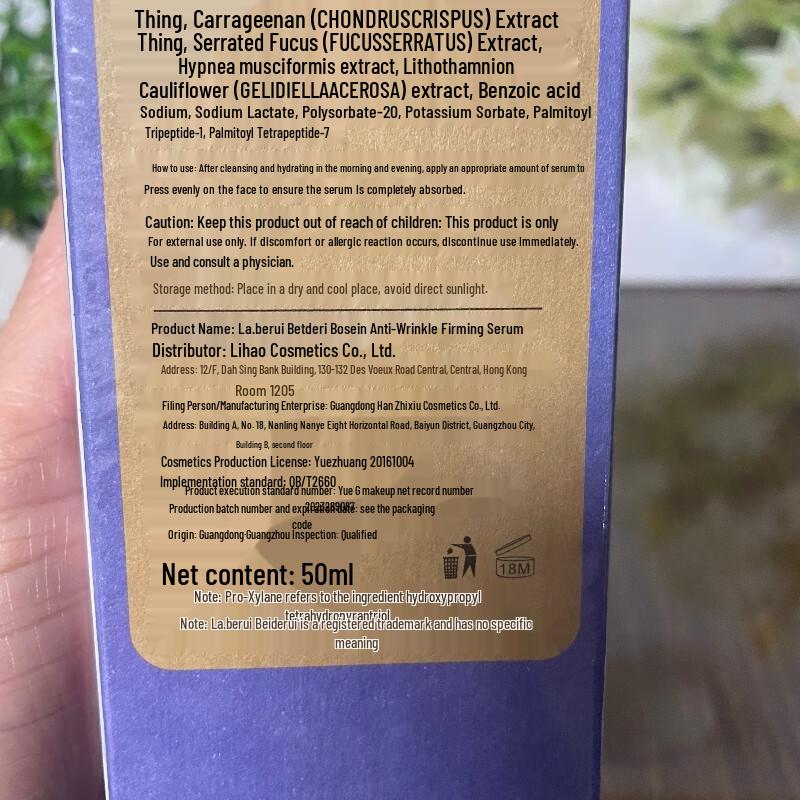 Thing, Carrageenan (CHONDRUSCRISPUS) Extract
Thing, Serrated Fucus (FUCUSSERRATUS) Extract,
Hypnea musciformis extract, Lithothamnion
Cauliflower (GELIDIELLAACEROSA) extract, Benzoic acid
Sodium, Sodium Lactate, Polysorbate-20, Potassium Sorbate, Palmitoyl
Tripeptide-1, Palmitoyl Tetrapeptide-7
How to use: After cleansing and hydrating in the morning and evening, apply an appropriate amount of serum to
Press evenly on the face to ensure the serum is completely absorbed.
Caution: Keep this product out of reach of children: This product is only
For external use only. If discomfort or allergic reaction occurs, discontinue use immediately.
Use and consult a physician.
Storage method: Place in a dry and cool place, avoid direct sunlight.
Product Name: La.berui Betderi Bosein Anti-Wrinkle Firming Serum
Distributor: Lihao Cosmetics Co., Ltd.
Address: 12/F, Dah Sing Bank Building, 130-132 Des Voeux Road Central, Central, Hong Kong
Room 1205
Filing Person/Manufacturing Enterprise: Guangdong Han Zhixiu Cosmetics Co., Ltd.
Address: Building A, No. 18, Nanling Nanye Eight Horizontal Road, Baiyun District, Guangzhou City,
Building B, second floor
Cosmetics Production License: Yuezhuang 20161004
Implementation standard: QB/T2660
Product execution standard number: Yue G makeup net record number
Production batch number and expiration date: see the packaging
code
Origin: Guangdong·Guangzhou Inspection: Qualified
18M
Net content: 50ml
Note: Pro-Xylane refers to the ingredient hydroxypropyl
tetrahydropyrantriol
Note: La.berui Beiderui is a registered trademark and has no specific
meaning